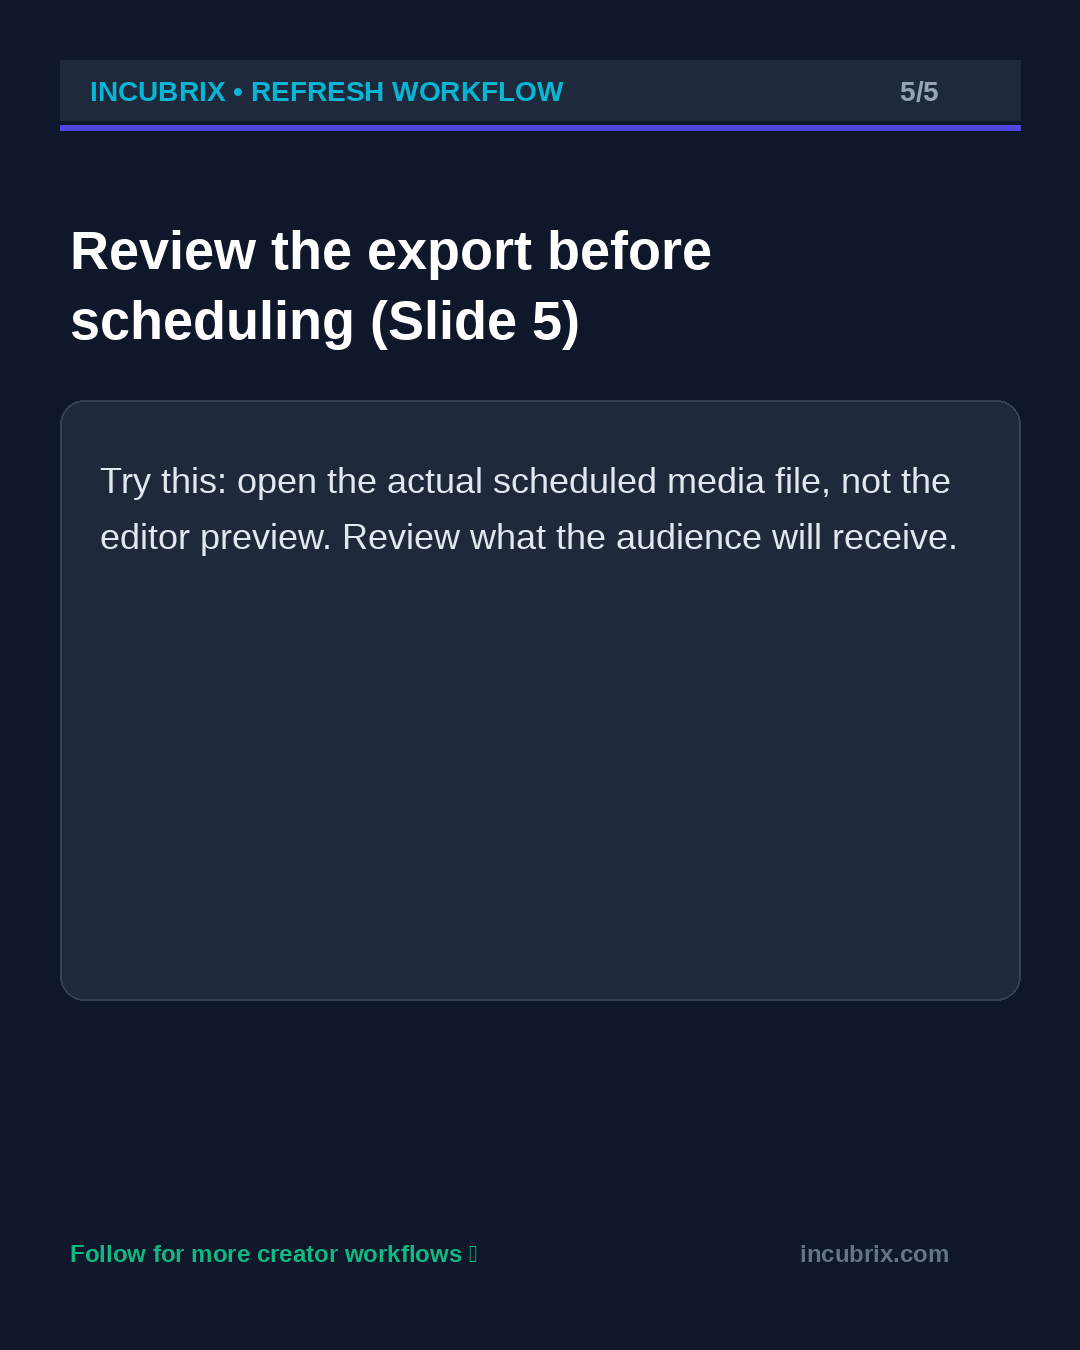 INCUBRIX • REFRESH WORKFLOW 5/5
Review the export before
scheduling (Slide 5)
Try this: open the actual scheduled media file, not the
editor preview. Review what the audience will receive.
Follow for more creator workflows
incubrix.com